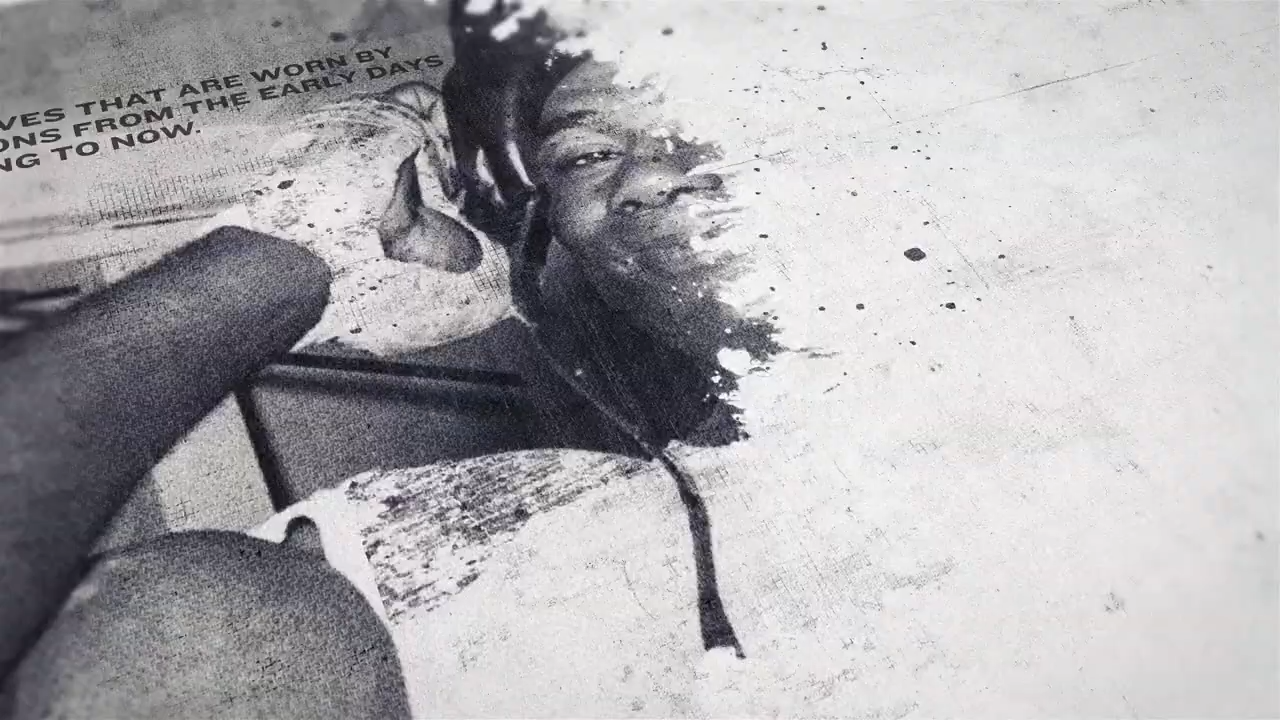 VES THAT ARE WORN BY
ONS FROM THE EARLY DAYS
NG TO NOW.